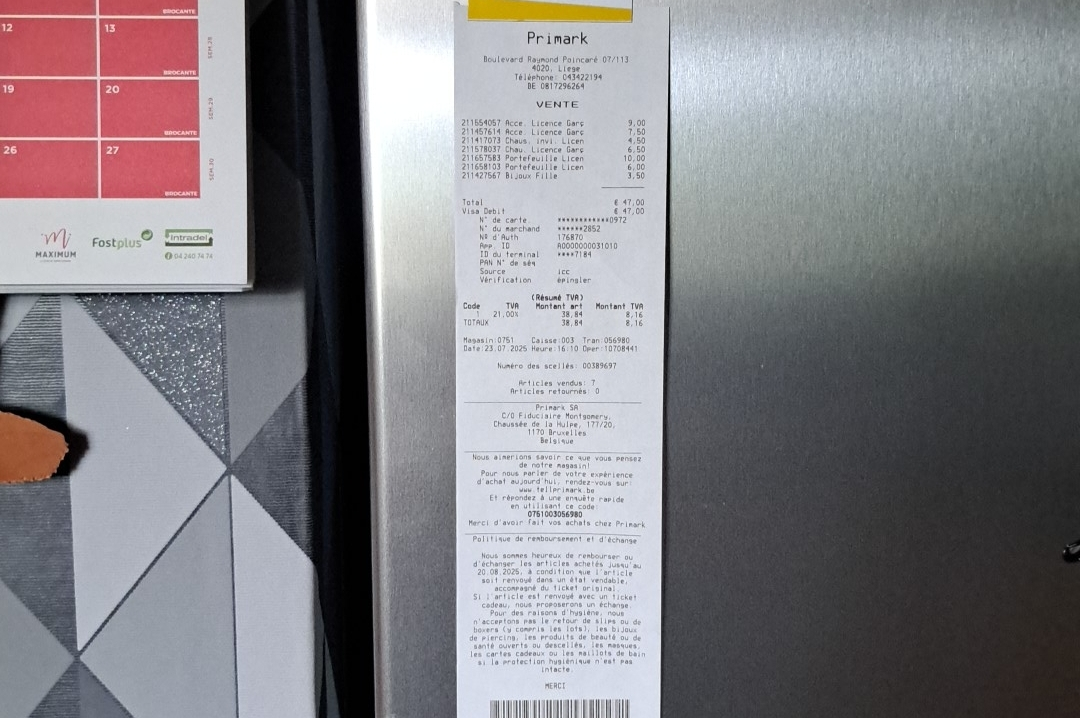 BROCANTE
BROCANTE
12
13
SEM.28
BROCANTE
19
20
SEM.29
BROCANTE
26
27
SEM.30
BROCANTE
m
MAXIMUM
Fostplus
intradel
04 240 74 74
Primark
Boulevard Raymond Poincaré 07/113
4020, Liege
Téléphone: 043422194
BE 0817296264
VENTE
211654057 Acce. Licence Garç 9,00
211457614 Acce. Licence Garç 7,50
211417073 Chaus. Invi. Licen 4,50
211578037 Chau. Licence Garç 6,50
211657583 Portefeuille Licen 10,00
211658103 Portefeuille Licen 6,00
211427567 Bijoux Fille 3,50
Total € 47,00
Visa Debit € 47,00
N° de carte ************0972
N° du marchand ******2852
N° d'Auth 176870
App. ID A0000000031010
ID du terminal ****7184
PAN N° de séq
Source icc
Vérification épingler
(Résumé TVA)
Code TVA Montant art Montant TVA
1 21,00% 38,84 8,16
TOTAUX 38,84 8,16
Magasin:0751 Caisse:003 Tran:056980
Date:23.07.2025 Heure:16:10 Oper:10708441
Numéro des scellés: 00389697
Articles vendus: 7
Articles retournés: 0
Primark SA
C/O Fiduciaire Montgomery,
Chaussée de la Hulpe, 177/20,
1170 Bruxelles
Belgique
Nous aimerions savoir ce que vous pensez
de notre magasin!
Pour nous parler de votre expérience
d'achat aujourd'hui, rendez-vous sur:
www.tellprimark.be
Et répondez à une enquête rapide
en utilisant ce code:
0751003056980
Merci d'avoir fait vos achats chez Primark
Politique de remboursement et d'échange
Nous sommes heureux de rembourser ou
d'échanger les articles achetés jusqu'au
20.08.2025, à condition que l'article
soit renvoyé dans un état vendable,
accompagné du ticket original.
Si l'article est renvoyé avec un ticket
cadeau, nous proposerons un échange.
Pour des raisons d'hygiène, nous
n'acceptons pas le retour de slips ou de
boxers (y compris les lots), les bijoux
de piercing, les produits de beauté ou de
santé ouverts ou descellés, les masques,
les cartes cadeaux ou les maillots de bain
si la protection hygiénique n'est pas
intacte.
MERCI